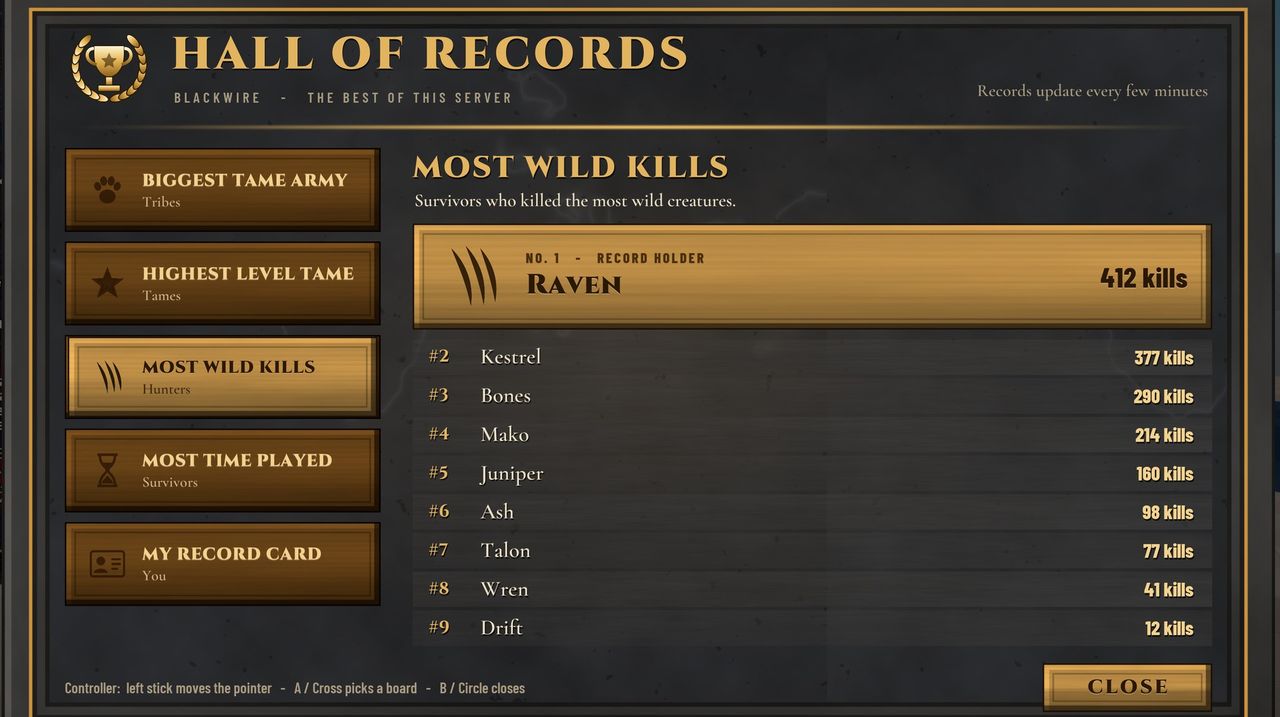 HALL OF RECORDS
BLACKWIRE - THE BEST OF THIS SERVER
Records update every few minutes
BIGGEST TAME ARMY
Tribes
HIGHEST LEVEL TAME
Tames
MOST WILD KILLS
Hunters
MOST TIME PLAYED
Survivors
MY RECORD CARD
You
MOST WILD KILLS
Survivors who killed the most wild creatures.
NO. 1 - RECORD HOLDER
RAVEN 412 kills
#2 Kestrel 377 kills
#3 Bones 290 kills
#4 Mako 214 kills
#5 Juniper 160 kills
#6 Ash 98 kills
#7 Talon 77 kills
#8 Wren 41 kills
#9 Drift 12 kills
Controller: left stick moves the pointer - A / Cross picks a board - B / Circle closes
CLOSE